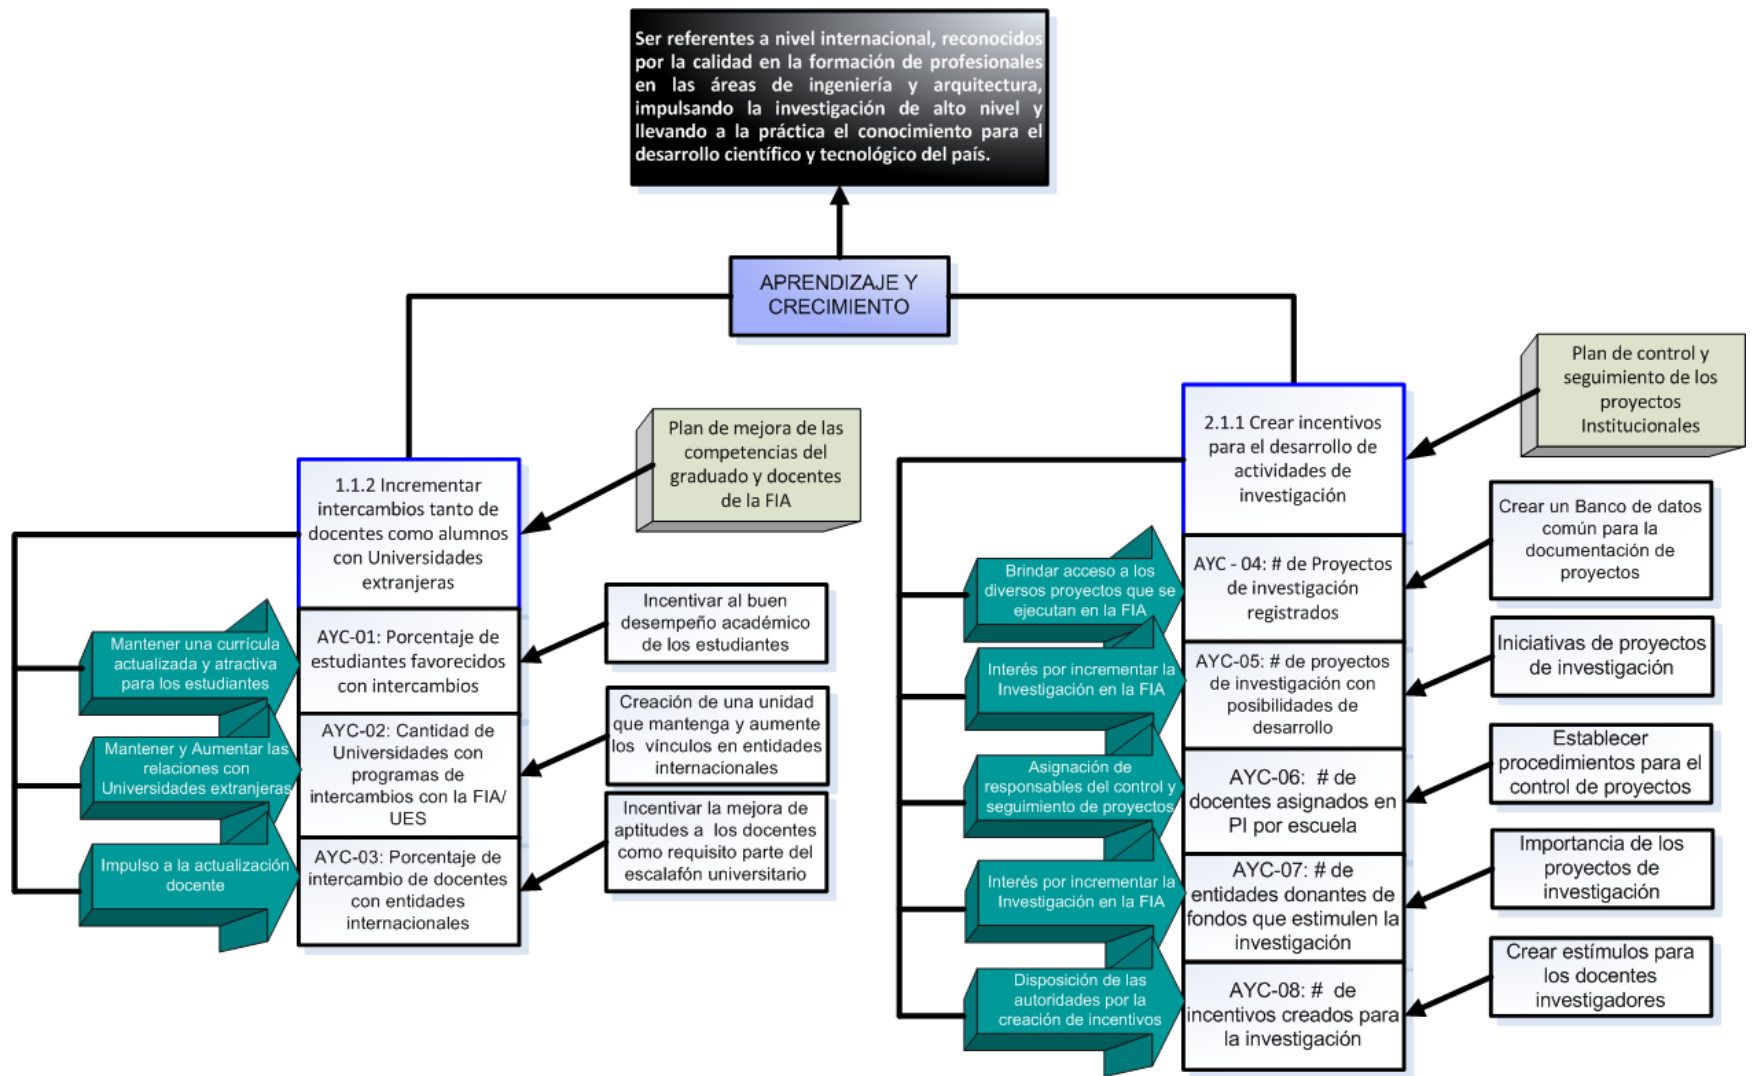 Ser referentes a nivel internacional, reconocidos
por la calidad en la formación de profesionales
en las áreas de ingeniería y arquitectura,
impulsando la investigación de alto nivel y
llevando a la práctica el conocimiento para el
desarrollo científico y tecnológico del país.
APRENDIZAJE Y
CRECIMIENTO
Plan de mejora de las
competencias del
graduado y docentes
de la FIA
1.1.2 Incrementar
intercambios tanto de
docentes como alumnos
con Universidades
extranjeras
Mantener una currícula
actualizada y atractiva
para los estudiantes
AYC-01: Porcentaje de
estudiantes favorecidos
con intercambios
Incentivar al buen
desempeño académico
de los estudiantes
Mantener y Aumentar las
relaciones con
Universidades extranjeras
AYC-02: Cantidad de
Universidades con
programas de
intercambios con la FIA/
UES
Creación de una unidad
que mantenga y aumente
los vínculos en entidades
internacionales
Impulso a la actualización
docente
AYC-03: Porcentaje de
intercambio de docentes
con entidades
internacionales
Incentivar la mejora de
aptitudes a los docentes
como requisito parte del
escalafón universitario
Plan de control y
seguimiento de los
proyectos
Institucionales
2.1.1 Crear incentivos
para el desarrollo de
actividades de
investigación
Brindar acceso a los
diversos proyectos que se
ejecutan en la FIA
AYC - 04: # de Proyectos
de investigación
registrados
Crear un Banco de datos
común para la
documentación de
proyectos
Interés por incrementar la
Investigación en la FIA
AYC-05: # de proyectos
de investigación con
posibilidades de
desarrollo
Iniciativas de proyectos
de investigación
Asignación de
responsables del control y
seguimiento de proyectos
AYC-06: # de
docentes asignados en
PI por escuela
Establecer
procedimientos para el
control de proyectos
Interés por incrementar la
Investigación en la FIA
AYC-07: # de
entidades donantes de
fondos que estimulen la
investigación
Importancia de los
proyectos de
investigación
Disposición de las
autoridades por la
creación de incentivos
AYC-08: # de
incentivos creados para
la investigación
Crear estímulos para
los docentes
investigadores